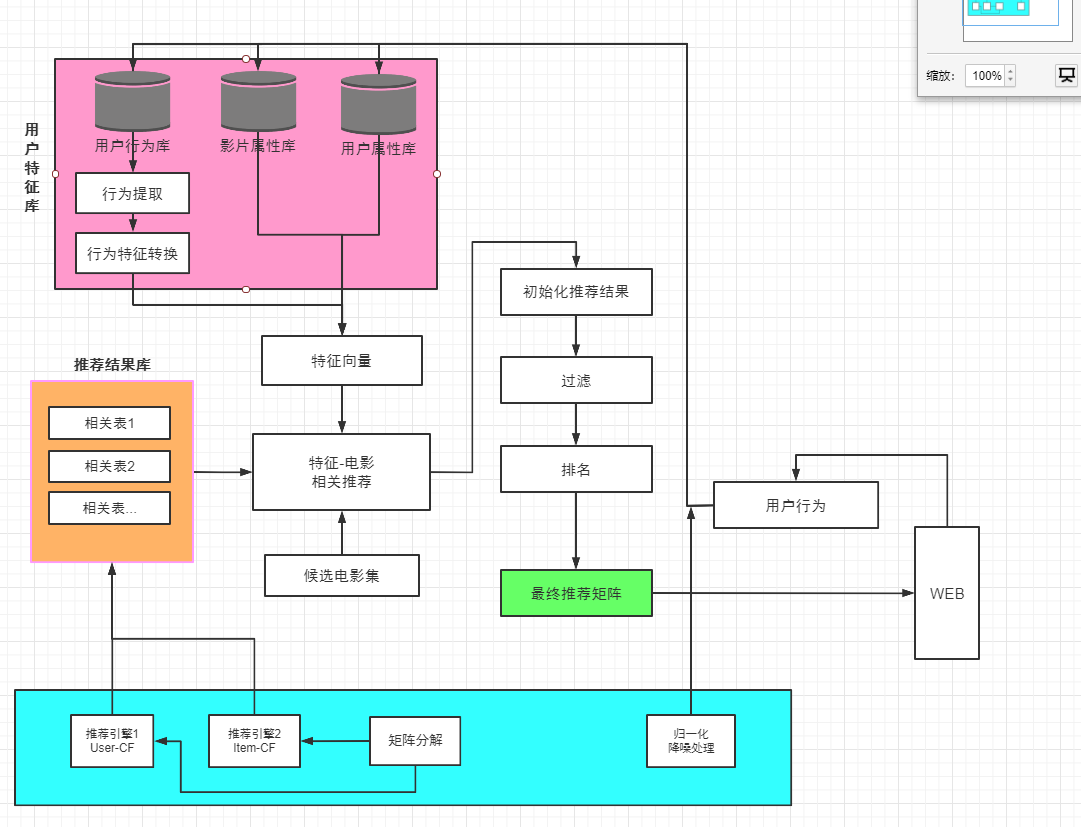 缩放:
100%
用户特征库
用户行为库
影片属性库
用户属性库
行为提取
行为特征转换
初始化推荐结果
特征向量
过滤
推荐结果库
相关表1
相关表2
相关表...
特征-电影
相关推荐
排名
用户行为
候选电影集
最终推荐矩阵
WEB
推荐引擎1
User-CF
推荐引擎2
Item-CF
矩阵分解
归一化
降噪处理